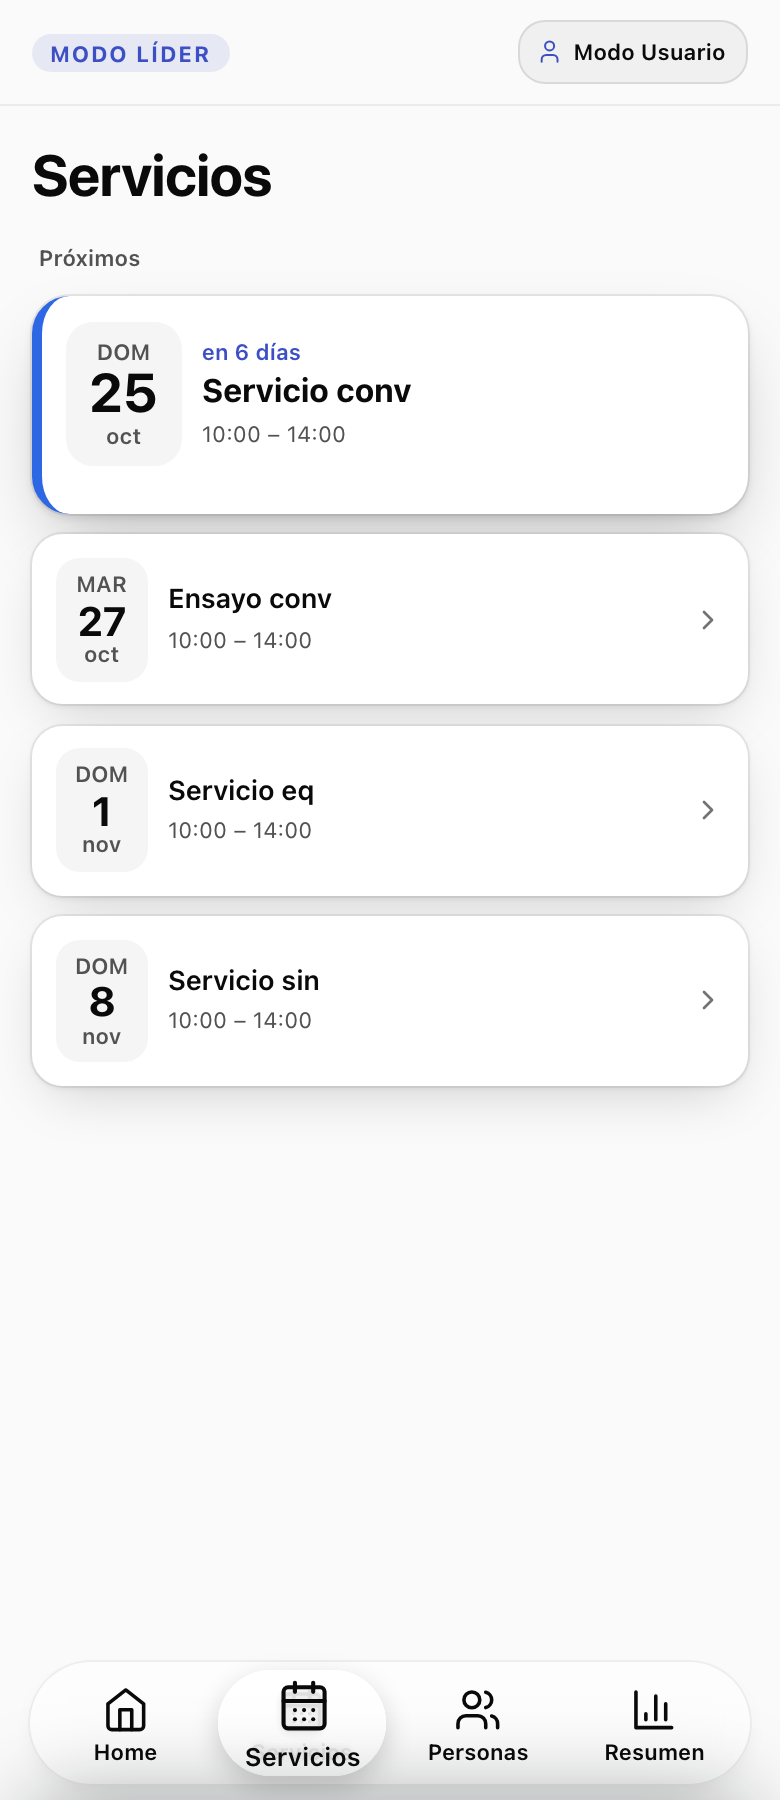 MODO LÍDER
Modo Usuario
Servicios
Próximos
DOM
25
oct
en 6 días
Servicio conv
10:00 – 14:00
MAR
27
oct
Ensayo conv
10:00 – 14:00
DOM
1
nov
Servicio eq
10:00 – 14:00
DOM
8
nov
Servicio sin
10:00 – 14:00
Home
Servicios
Personas
Resumen